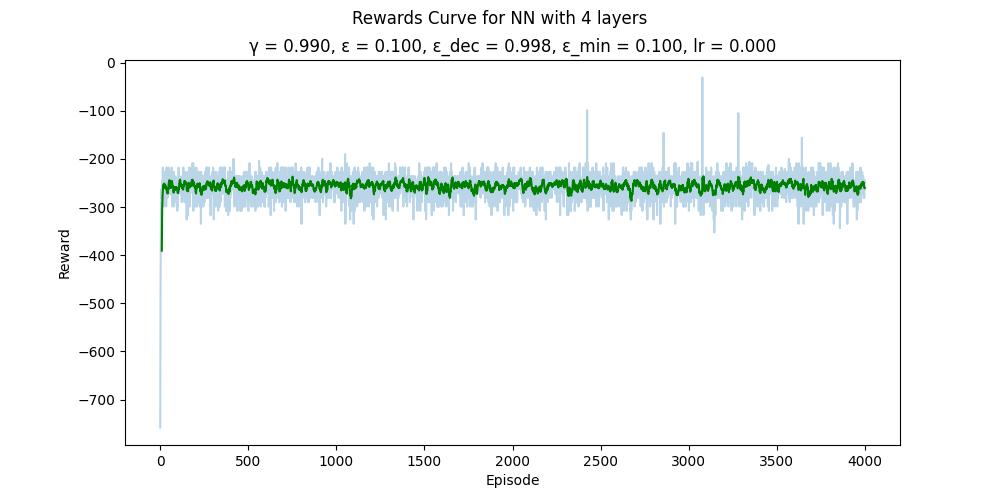 Rewards Curve for NN with 4 layers
γ = 0.990, ε = 0.100, ε_dec = 0.998, ε_min = 0.100, lr = 0.000
0
−100
−200
−300
−400
−500
−600
−700
Reward
0 500 1000 1500 2000 2500 3000 3500 4000
Episode